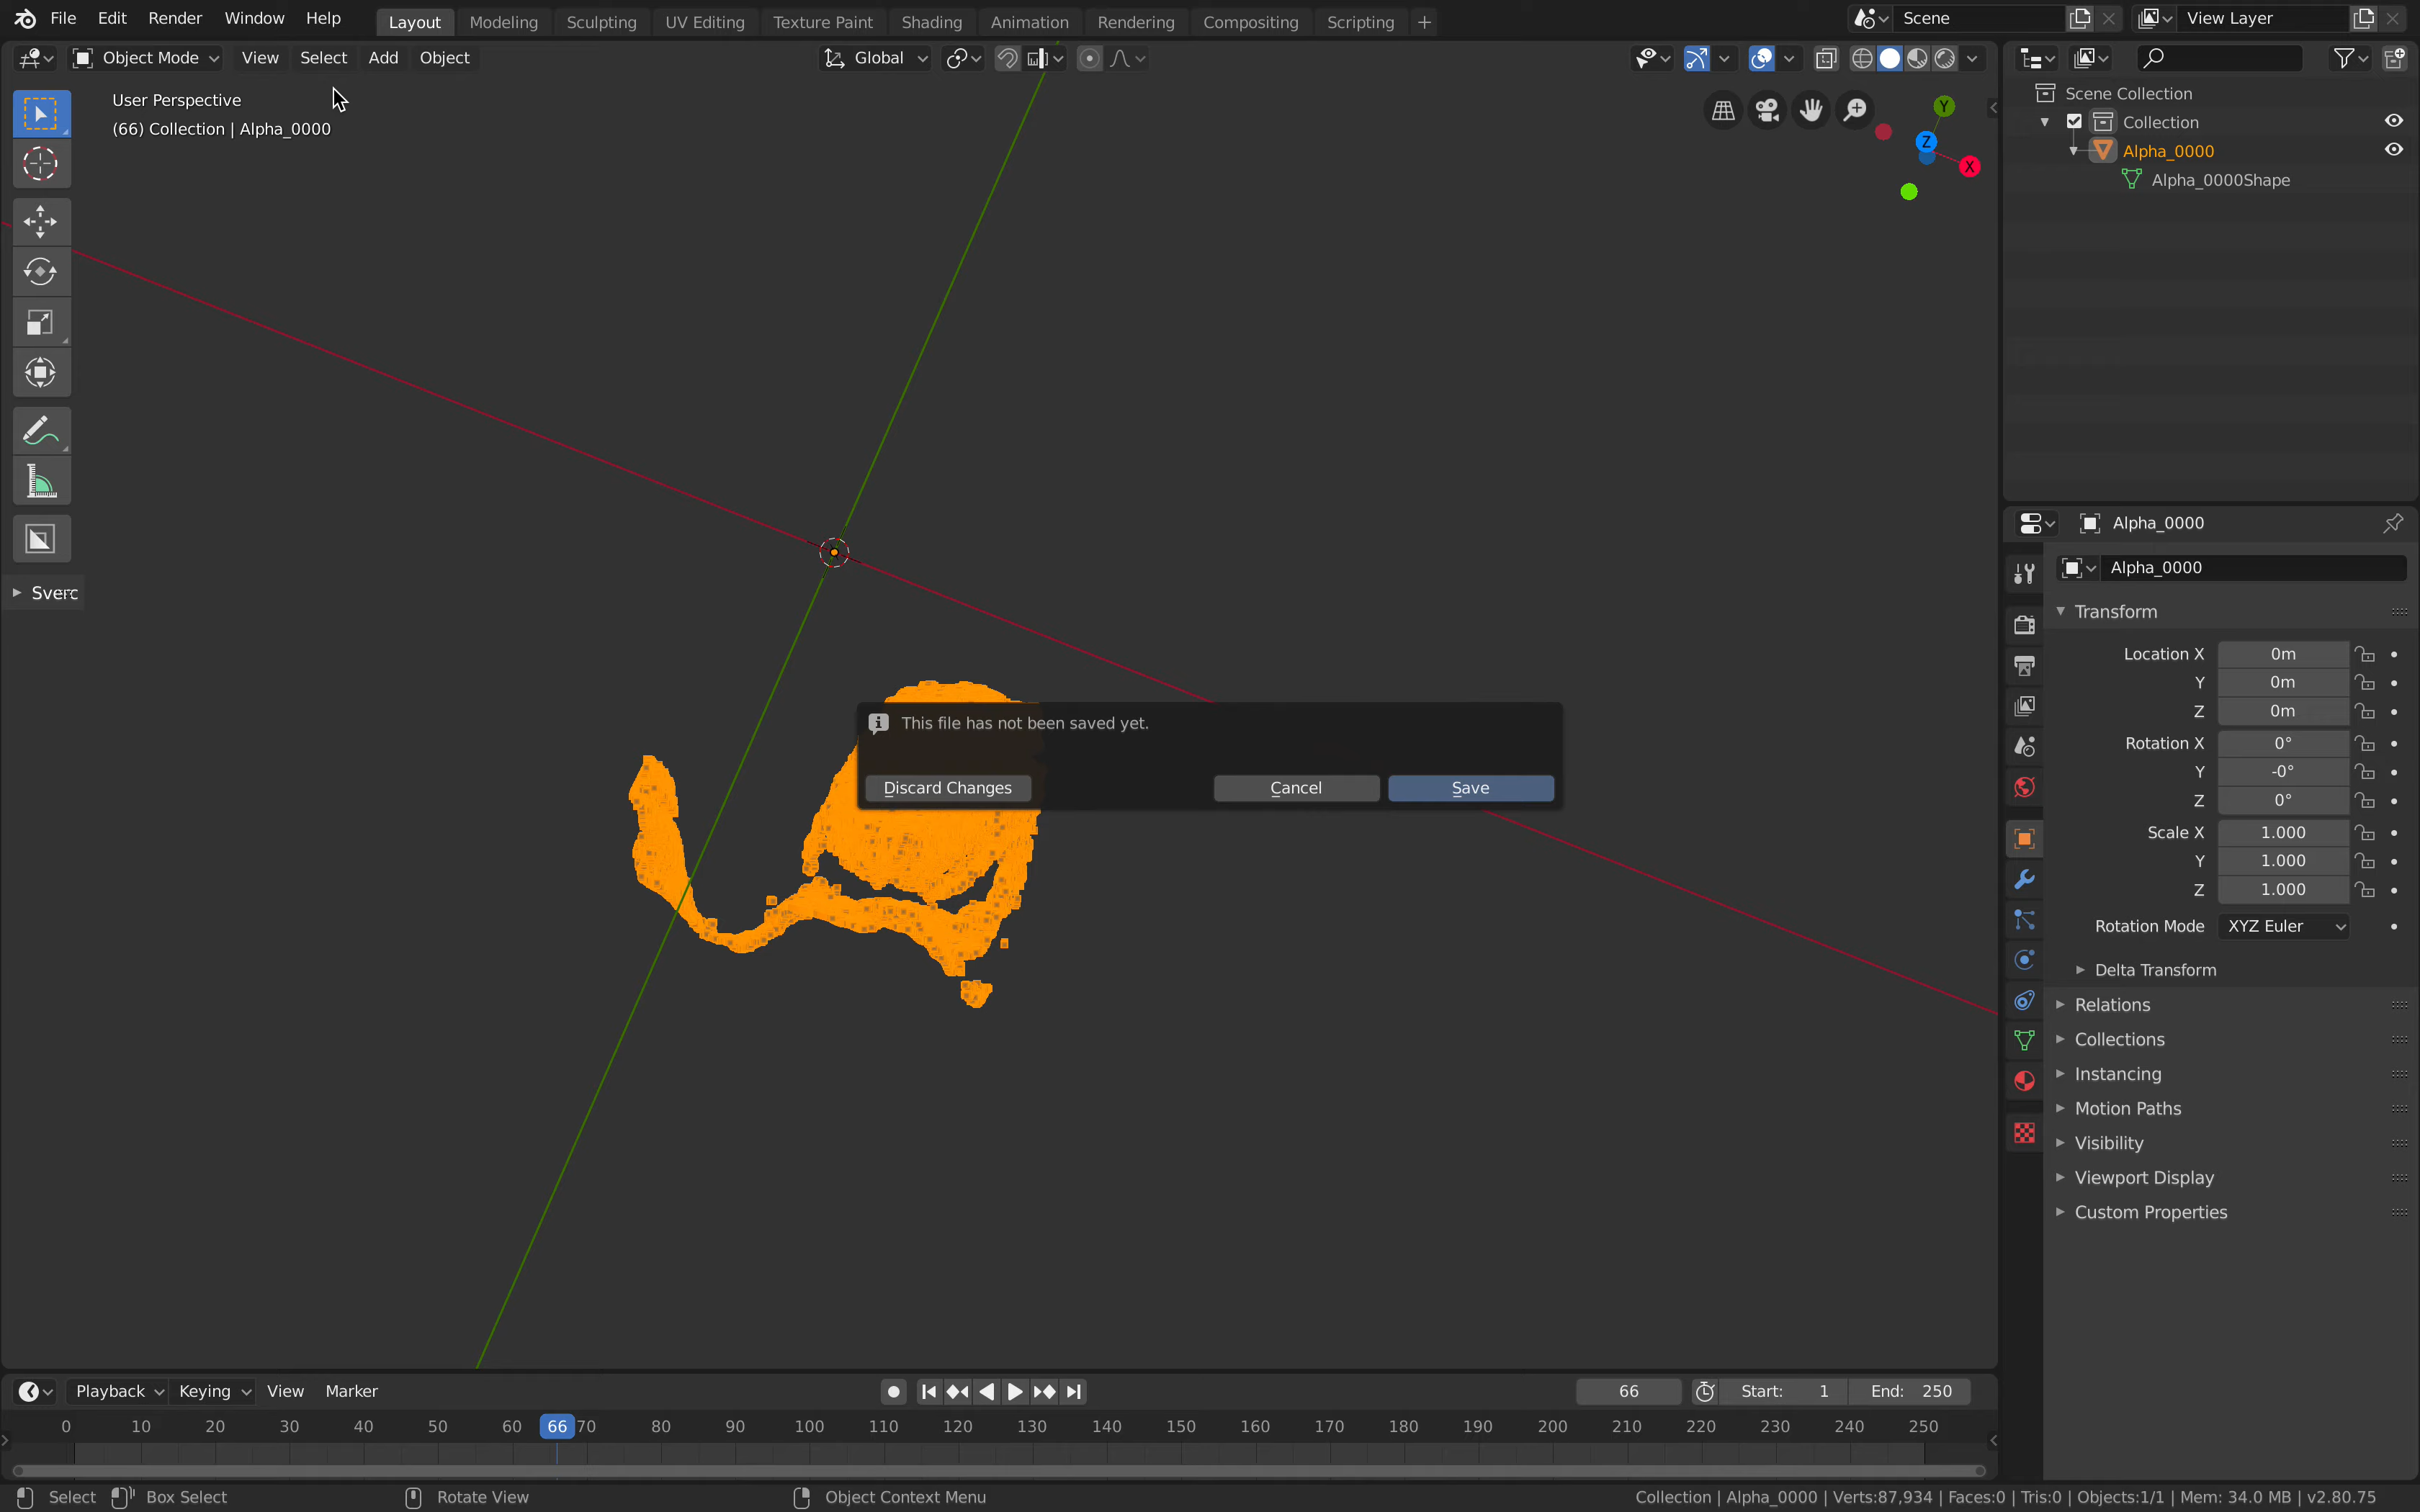 File Edit Render Window Help
Layout Modeling Sculpting UV Editing Texture Paint Shading Animation Rendering Compositing Scripting +
Scene
View Layer
Object Mode View Select Add Object
Global
User Perspective
(66) Collection | Alpha_0000
Y
Z
X
Scene Collection
Collection
Alpha_0000
Alpha_0000Shape
Sverc
This file has not been saved yet.
Discard Changes Cancel Save
Alpha_0000
Alpha_0000
Transform
Location X 0m
Y 0m
Z 0m
Rotation X 0°
Y -0°
Z 0°
Scale X 1.000
Y 1.000
Z 1.000
Rotation Mode XYZ Euler
Delta Transform
Relations
Collections
Instancing
Motion Paths
Visibility
Viewport Display
Custom Properties
Playback Keying View Marker
66 Start: 1 End: 250
0 10 20 30 40 50 60 66 70 80 90 100 110 120 130 140 150 160 170 180 190 200 210 220 230 240 250
Select Box Select Rotate View Object Context Menu
Collection | Alpha_0000 | Verts:87,934 | Faces:0 | Tris:0 | Objects:1/1 | Mem: 34.0 MB | v2.80.75